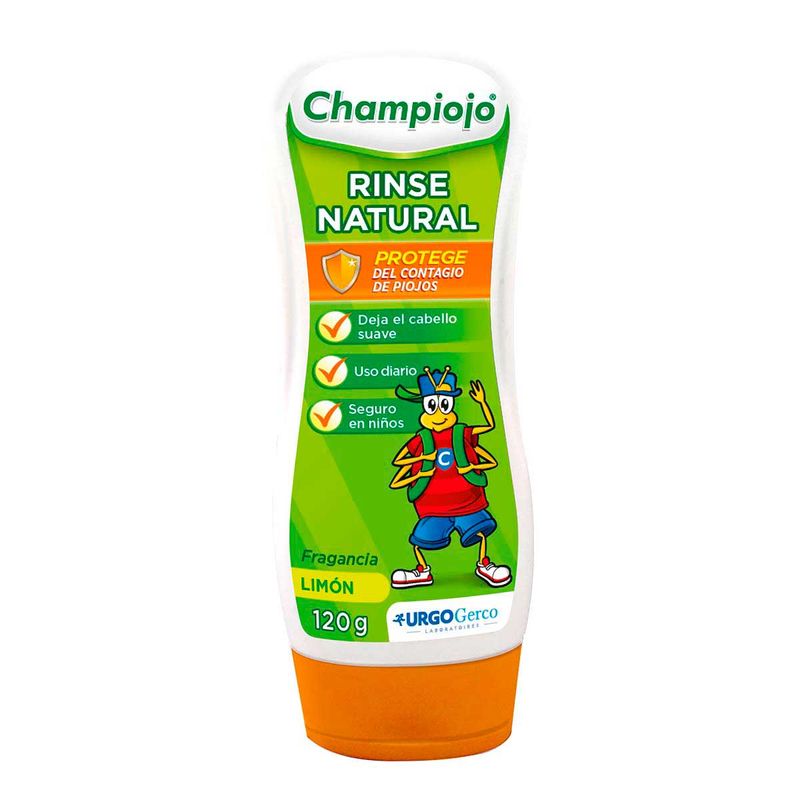 Champiojo®
RINSE
NATURAL
PROTEGE
DEL CONTAGIO
DE PIOJOS
Deja el cabello
suave
Uso diario
Seguro
en niños
C
Fragancia
LIMÓN
120g
URGOGerco
LABORATOIRES